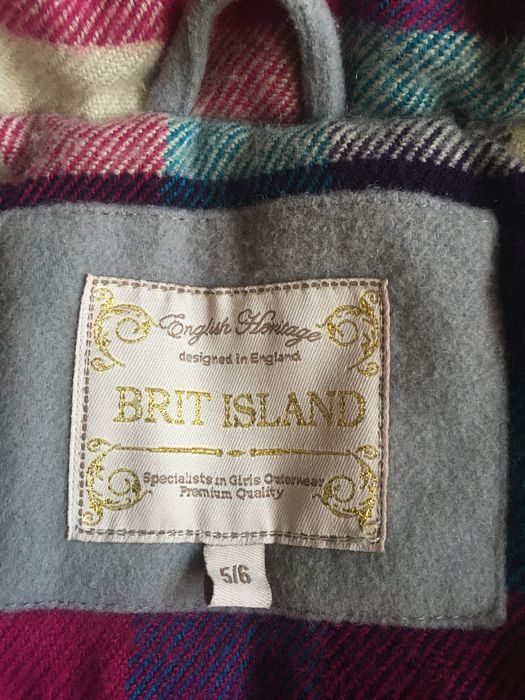 English Heritage
designed in England
BRIT ISLAND
Specialists in Girls Outerwear
Premium Quality
5/6